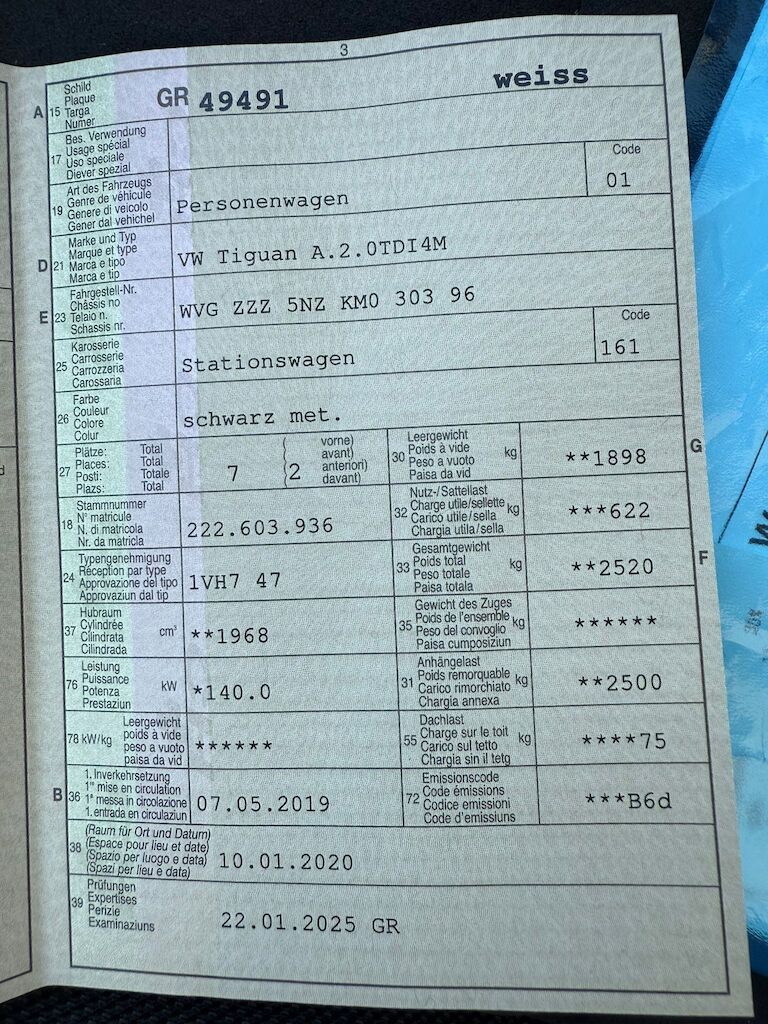 3
A 15 Schild
Plaque
Targa
Numer
GR 49491 weiss
17 Bes. Verwendung
Usage spécial
Uso speciale
Diever spezial
19 Art des Fahrzeugs
Genre de véhicule
Genere di veicolo
Gener dal vehichel
Personenwagen
Code
01
D 21 Marke und Typ
Marque et type
Marca e tipo
Marca e tip
VW Tiguan A.2.0TDI4M
E 23 Fahrgestell-Nr.
Châssis no
Telaio n.
Schassis nr.
WVG ZZZ 5NZ KM0 303 96
25 Karosserie
Carrosserie
Carrozzeria
Carossaria
Stationswagen
Code
161
26 Farbe
Couleur
Colore
Colur
schwarz met.
27 Plätze: Total
Places: Total
Posti: Totale
Plazs: Total
7 (2 vorne)
( avant)
anteriori)
davant)
G 30 Leergewicht
Poids à vide
Peso a vuoto
Paisa da vid
kg
**1898
18 Stammnummer
N° matricule
N. di matricola
Nr. da matricla
222.603.936
32 Nutz-/Sattellast
Charge utile/sellette
Carico utile/sella
Chargia utila/sella
kg
***622
24 Typengenehmigung
Réception par type
Approvazione del tipo
Approvaziun dal tip
1VH7 47
F 33 Gesamtgewicht
Poids total
Peso totale
Paisa totala
kg
**2520
37 Hubraum
Cylindrée
Cilindrata
Cilindrada
cm³
**1968
35 Gewicht des Zuges
Poids de l'ensemble
Peso del convoglio
Paisa cumposiziun
kg
******
76 Leistung
Puissance
Potenza
Prestaziun
kW
*140.0
31 Anhängelast
Poids remorquable
Carico rimorchiato
Chargia annexa
kg
**2500
78 kW/kg Leergewicht
poids à vide
peso a vuoto
paisa da vid
******
55 Dachlast
Charge sur le toit
Carico sul tetto
Chargia sin il tetg
kg
****75
B 36 1. Inverkehrsetzung
1re mise en circulation
1a messa in circolazione
1. entrada en circulaziun
07.05.2019
72 Emissionscode
Code émissions
Codice emissioni
Code d'emissiuns
***B6d
38 (Raum für Ort und Datum)
(Espace pour lieu et date)
(Spazio per luogo e data)
(Spazi per lieu e data)
10.01.2020
39 Prüfungen
Expertises
Perizie
Examinaziuns
22.01.2025 GR